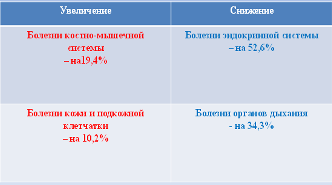 Увеличение
Снижение
Болезни костно-мышечной
системы
– на19,4%
Болезни эндокринной системы
– на 52,6%
Болезни кожи и подкожной
клетчатки
– на 10,2%
Болезни органов дыхания
- на 34,3%